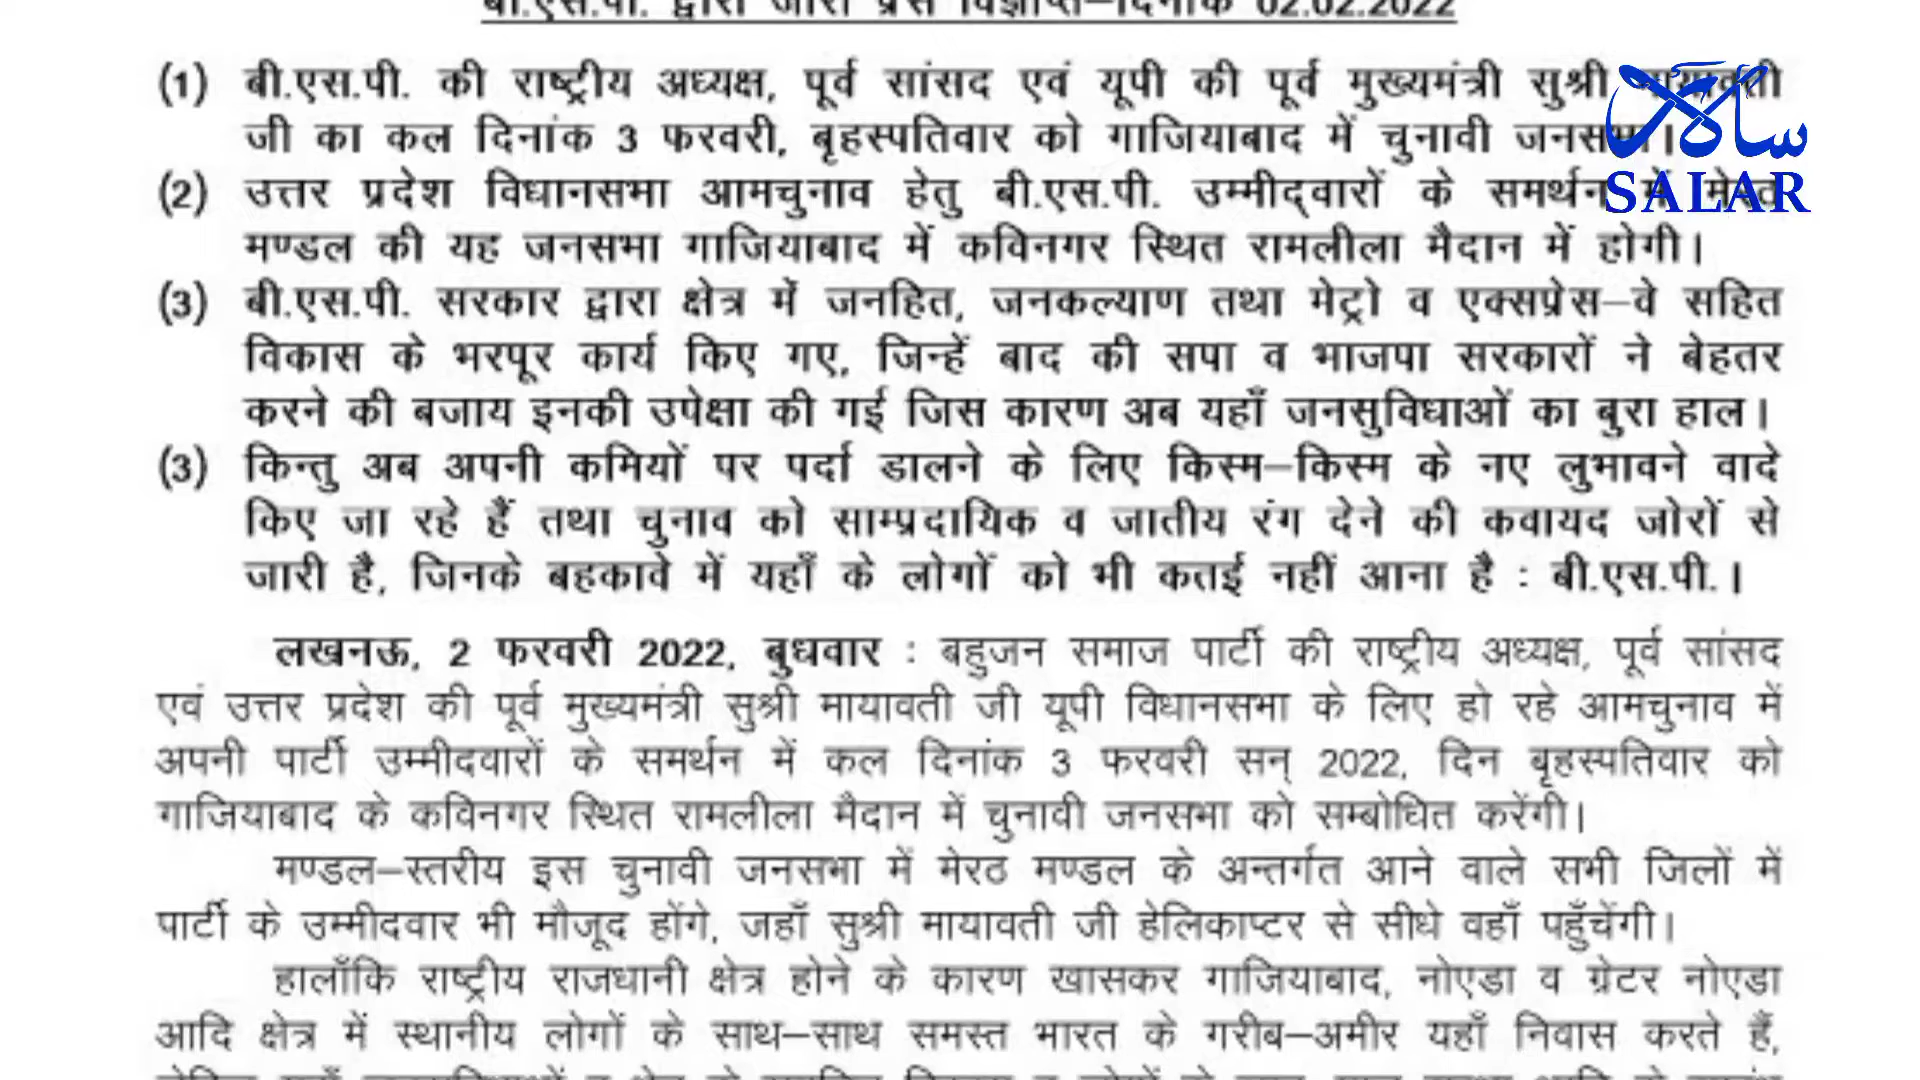 बी.एस.पी. द्वारा जारी प्रेस विज्ञप्ति–दिनांक 02.02.2022
(1) बी.एस.पी. की राष्ट्रीय अध्यक्ष, पूर्व सांसद एवं यूपी की पूर्व मुख्यमंत्री सुश्री मायावती
जी का कल दिनांक 3 फरवरी, बृहस्पतिवार को गाजियाबाद में चुनावी जनसभा।
(2) उत्तर प्रदेश विधानसभा आमचुनाव हेतु बी.एस.पी. उम्मीद्वारों के समर्थन में मेरठ
मण्डल की यह जनसभा गाजियाबाद में कविनगर स्थित रामलीला मैदान में होगी।
(3) बी.एस.पी. सरकार द्वारा क्षेत्र में जनहित, जनकल्याण तथा मेट्रो व एक्सप्रेस–वे सहित
विकास के भरपूर कार्य किए गए, जिन्हें बाद की सपा व भाजपा सरकारों ने बेहतर
करने की बजाय इनकी उपेक्षा की गई जिस कारण अब यहाँ जनसुविधाओं का बुरा हाल।
(3) किन्तु अब अपनी कमियों पर पर्दा डालने के लिए किस्म–किस्म के नए लुभावने वादे
किए जा रहे हैं तथा चुनाव को साम्प्रदायिक व जातीय रंग देने की कवायद जोरों से
जारी है, जिनके बहकावे में यहाँ के लोगों को भी कतई नहीं आना है : बी.एस.पी.।
लखनऊ, 2 फरवरी 2022, बुधवार : बहुजन समाज पार्टी की राष्ट्रीय अध्यक्ष, पूर्व सांसद
एवं उत्तर प्रदेश की पूर्व मुख्यमंत्री सुश्री मायावती जी यूपी विधानसभा के लिए हो रहे आमचुनाव में
अपनी पार्टी उम्मीदवारों के समर्थन में कल दिनांक 3 फरवरी सन् 2022, दिन बृहस्पतिवार को
गाजियाबाद के कविनगर स्थित रामलीला मैदान में चुनावी जनसभा को सम्बोधित करेंगी।
मण्डल–स्तरीय इस चुनावी जनसभा में मेरठ मण्डल के अन्तर्गत आने वाले सभी जिलों में
पार्टी के उम्मीदवार भी मौजूद होंगे, जहाँ सुश्री मायावती जी हेलिकाप्टर से सीधे वहाँ पहुँचेंगी।
हालाँकि राष्ट्रीय राजधानी क्षेत्र होने के कारण खासकर गाजियाबाद, नोएडा व ग्रेटर नोएडा
आदि क्षेत्र में स्थानीय लोगों के साथ–साथ समस्त भारत के गरीब–अमीर यहाँ निवास करते हैं,
سالار
SALAR